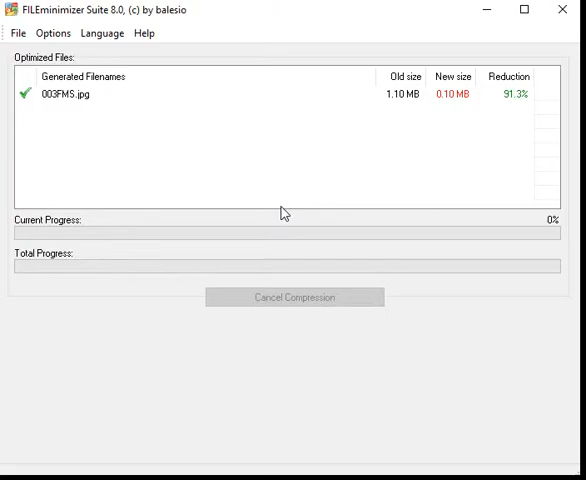 FILEminimizer Suite 8.0, (c) by balesio
File Options Language Help
Optimized Files:
Generated Filenames Old size New size Reduction
003FMS.jpg 1.10 MB 0.10 MB 91.3%
Current Progress: 0%
Total Progress:
Cancel Compression